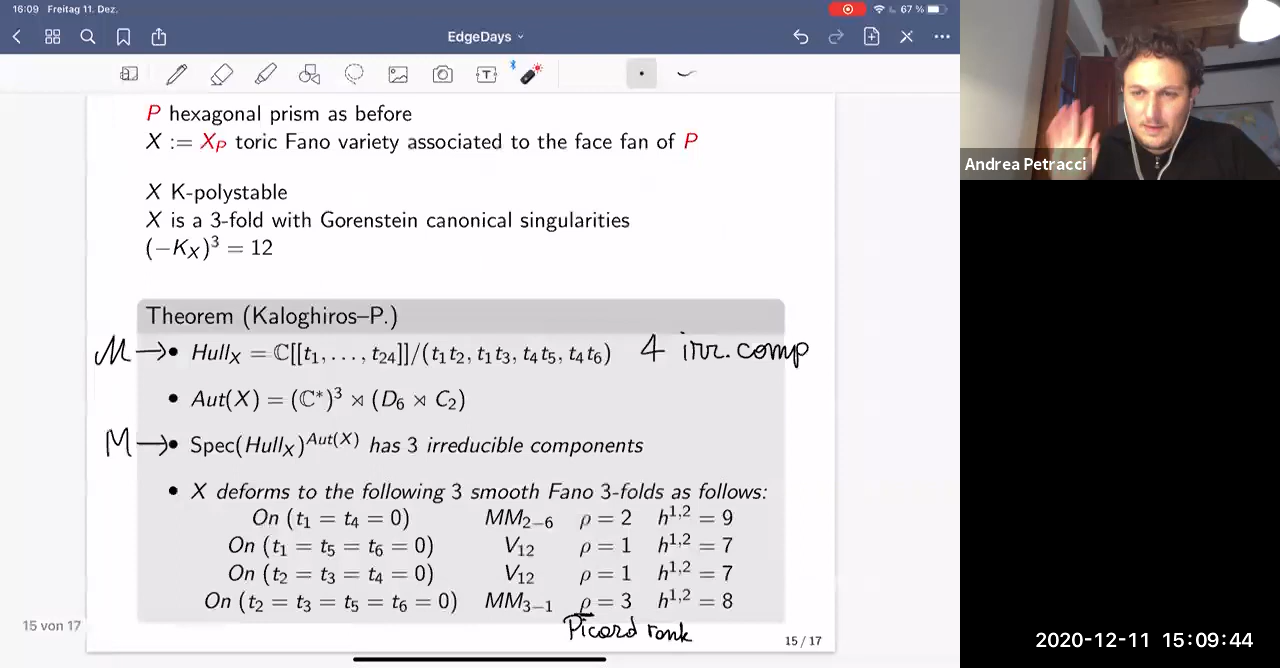 16:09 Freitag 11. Dez.
67 %
EdgeDays
P hexagonal prism as before
X := X_P toric Fano variety associated to the face fan of P
X K-polystable
X is a 3-fold with Gorenstein canonical singularities
(−K_X)^3 = 12
Theorem (Kaloghiros–P.)
ℳ → • Hull_X = ℂ[[t_1, . . . , t_24]]/(t_1t_2, t_1t_3, t_4t_5, t_4t_6) 4 irr. comp
• Aut(X) = (ℂ*)^3 ⋊ (D_6 ⋊ C_2)
M → • Spec(Hull_X)^Aut(X) has 3 irreducible components
• X deforms to the following 3 smooth Fano 3-folds as follows:
On (t_1 = t_4 = 0) MM_2−6 ρ = 2 h^1,2 = 9
On (t_1 = t_5 = t_6 = 0) V_12 ρ = 1 h^1,2 = 7
On (t_2 = t_3 = t_4 = 0) V_12 ρ = 1 h^1,2 = 7
On (t_2 = t_3 = t_5 = t_6 = 0) MM_3−1 ρ = 3 h^1,2 = 8
Picard rank
15 von 17
15 / 17
Andrea Petracci
2020-12-11 15:09:44